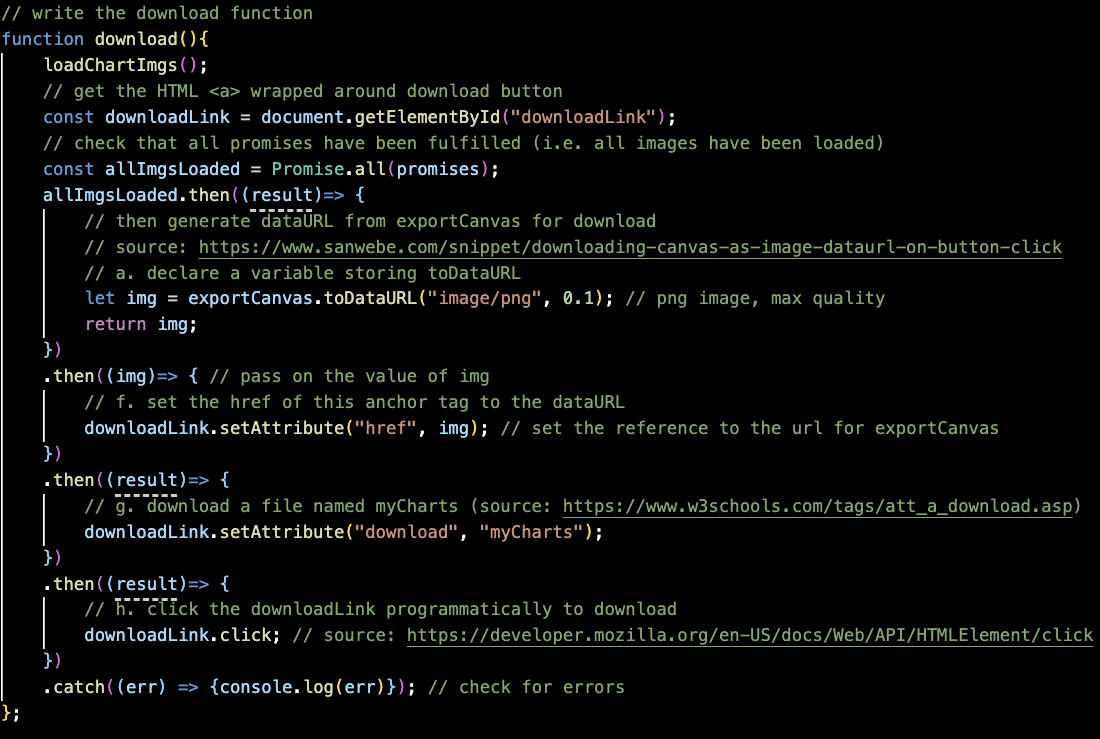 // write the download function
function download(){
    loadChartImgs();
    // get the HTML <a> wrapped around download button
    const downloadLink = document.getElementById("downloadLink");
    // check that all promises have been fulfilled (i.e. all images have been loaded)
    const allImgsLoaded = Promise.all(promises);
    allImgsLoaded.then((result)=> {
        // then generate dataURL from exportCanvas for download
        // source: https://www.sanwebe.com/snippet/downloading-canvas-as-image-dataurl-on-button-click
        // a. declare a variable storing toDataURL
        let img = exportCanvas.toDataURL("image/png", 0.1); // png image, max quality
        return img;
    })
    .then((img)=> { // pass on the value of img
        // f. set the href of this anchor tag to the dataURL
        downloadLink.setAttribute("href", img); // set the reference to the url for exportCanvas
    })
    .then((result)=> {
        // g. download a file named myCharts (source: https://www.w3schools.com/tags/att_a_download.asp)
        downloadLink.setAttribute("download", "myCharts");
    })
    .then((result)=> {
        // h. click the downloadLink programmatically to download
        downloadLink.click; // source: https://developer.mozilla.org/en-US/docs/Web/API/HTMLElement/click
    })
    .catch((err) => {console.log(err)}); // check for errors
};